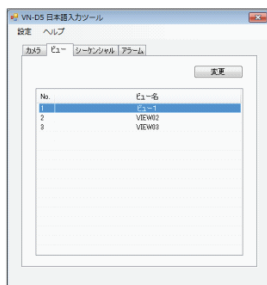 VN-D5 日本語入力ツール
設定 ヘルプ
カメラ ビュー シーケンシャル アラーム
変更
No. ビュー名
1 ビュー1
2 VIEW02
3 VIEW03